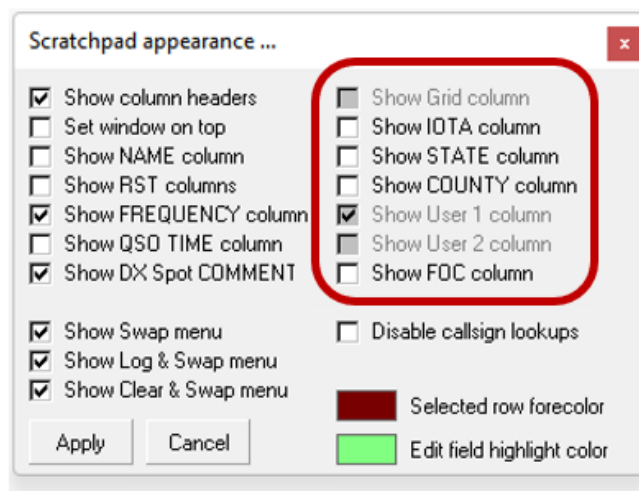 Scratchpad appearance ...
x
Show column headers
Set window on top
Show NAME column
Show RST columns
Show FREQUENCY column
Show QSO TIME column
Show DX Spot COMMENT
Show Grid column
Show IOTA column
Show STATE column
Show COUNTY column
Show User 1 column
Show User 2 column
Show FOC column
Show Swap menu
Show Log & Swap menu
Show Clear & Swap menu
Disable callsign lookups
Apply
Cancel
Selected row forecolor
Edit field highlight color